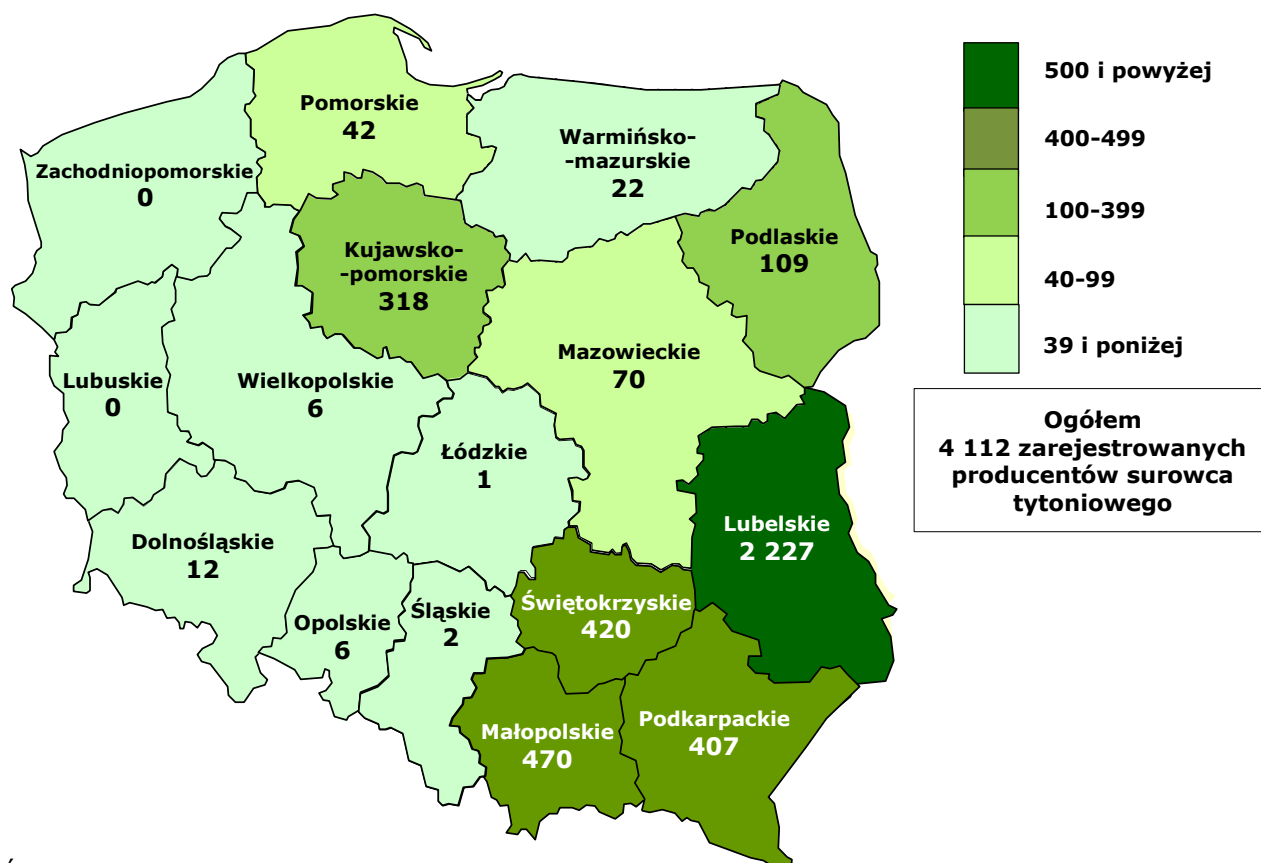 Pomorskie
42
Warmińsko-
-mazurskie
22
Zachodniopomorskie
0
Podlaskie
109
Kujawsko-
-pomorskie
318
Mazowieckie
70
Lubuskie
0
Wielkopolskie
6
Łódzkie
1
Lubelskie
2 227
Dolnośląskie
12
Opolskie
6
Śląskie
2
Świętokrzyskie
420
Małopolskie
470
Podkarpackie
407
500 i powyżej
400-499
100-399
40-99
39 i poniżej
Ogółem
4 112 zarejestrowanych
producentów surowca
tytoniowego